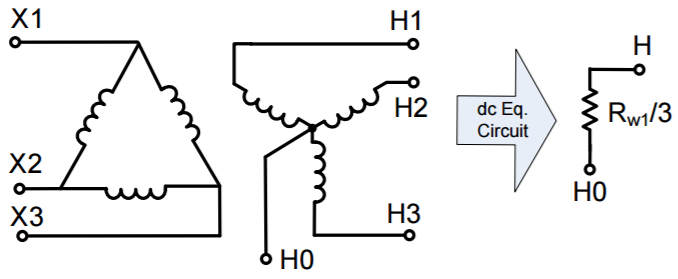 X1
X2
X3
H1
H2
H3
H0
dc Eq.
Circuit
H
Rw1/3
H0